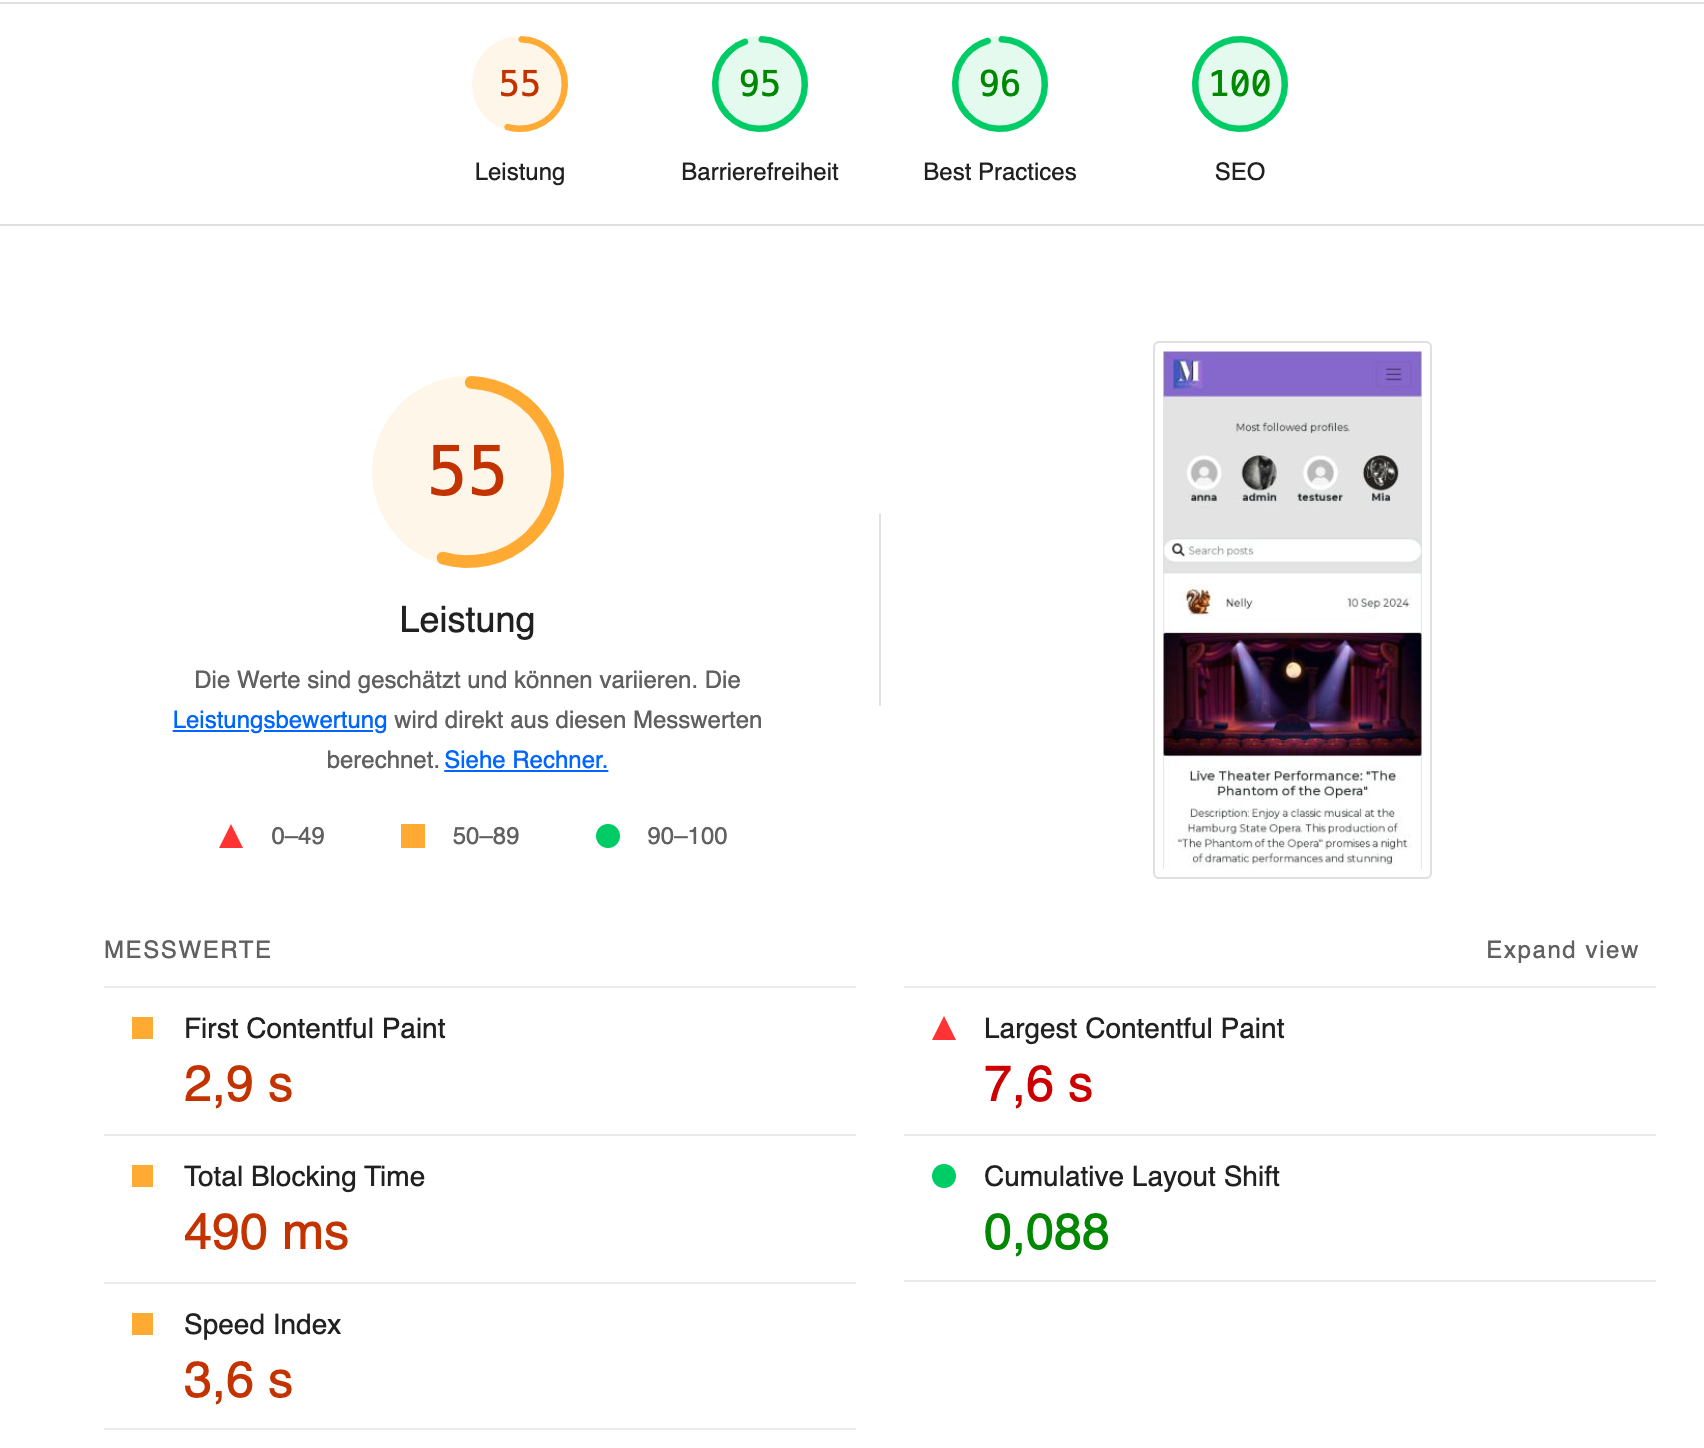 55
95
96
100
Leistung
Barrierefreiheit
Best Practices
SEO
55
Leistung
Die Werte sind geschätzt und können variieren. Die
Leistungsbewertung wird direkt aus diesen Messwerten
berechnet. Siehe Rechner.
0–49
50–89
90–100
M
Most followed profiles.
anna
admin
testuser
Mia
Search posts
Nelly
10 Sep 2024
Live Theater Performance: "The
Phantom of the Opera"
Description: Enjoy a classic musical at the
Hamburg State Opera. This production of
"The Phantom of the Opera" promises a night
of dramatic performances and stunning
MESSWERTE
Expand view
First Contentful Paint
2,9 s
Largest Contentful Paint
7,6 s
Total Blocking Time
490 ms
Cumulative Layout Shift
0,088
Speed Index
3,6 s